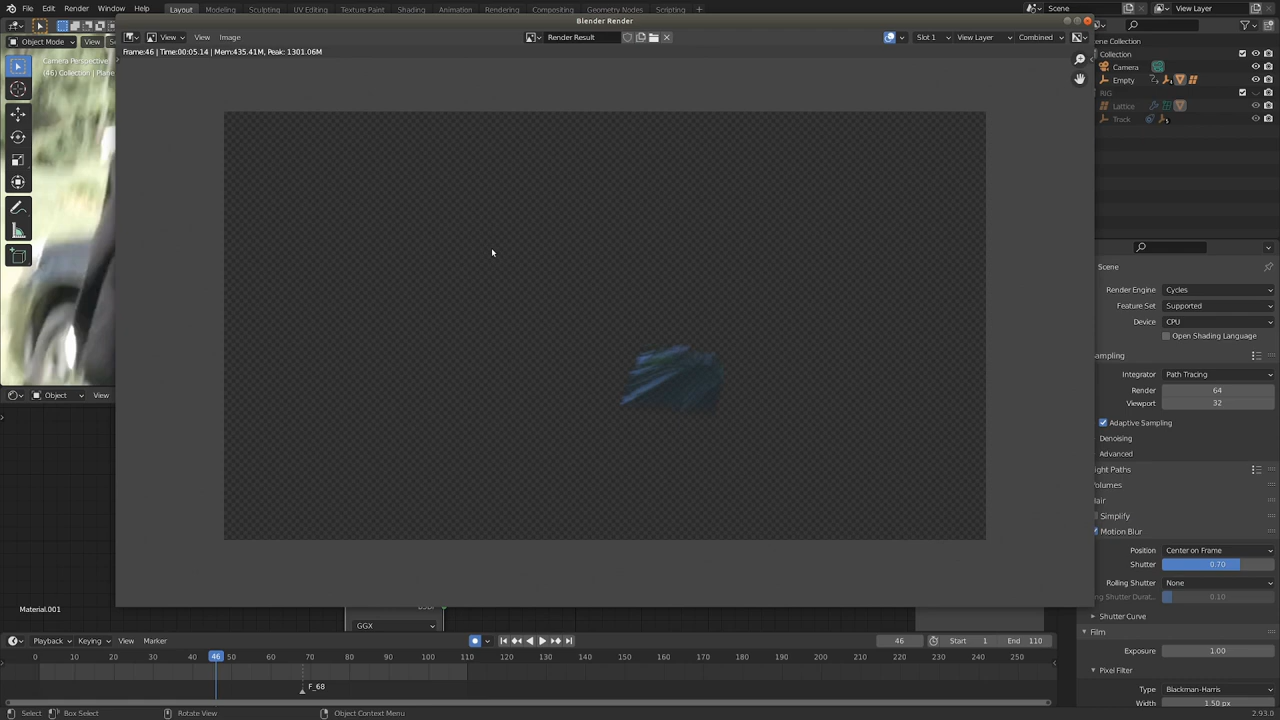 File Edit Render Window Help Layout Modeling Sculpting UV Editing Texture Paint Shading Animation Rendering Compositing Geometry Nodes Scripting Scene View Layer
Blender Render
View View Image Render Result Slot 1 View Layer Combined
Frame:46 | Time:00:05.14 | Mem:435.41M, Peak: 1301.06M
Object Mode View
Camera Perspective
(46) Collection | Plane
Scene Collection
Collection
Camera
Empty
RIG
Lattice
Track
Scene
Render Engine Cycles
Feature Set Supported
Device CPU
Open Shading Language
Sampling
Integrator Path Tracing
Render 64
Viewport 32
Adaptive Sampling
Denoising
Advanced
ight Paths
Volumes
Hair
Simplify
Motion Blur
Position Center on Frame
Shutter 0.70
Rolling Shutter None
ng Shutter Durat.. 0.10
Shutter Curve
Film
Exposure 1.00
Pixel Filter
Type Blackman-Harris
Width 1.50 px
Object View
Material.001
GGX
Playback Keying View Marker 46 Start 1 End 110
0 10 20 30 46 50 60 70 80 90 100 110 120 130 140 150 160 170 180 190 200 210 220 230 240 250
F_68
Select Box Select Rotate View Object Context Menu 2.93.0